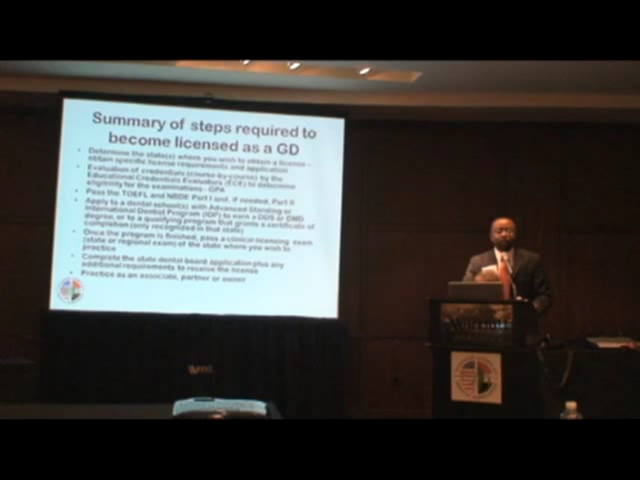 Summary of steps required to
become licensed as a GD
• Determine the state(s) where you wish to obtain a license -
obtain specific license requirements and application
• Evaluation of credentials (course-by-course) by the
Educational Credentials Evaluators (ECE) to determine
eligibility for the examinations - GPA
• Pass the TOEFL and NBDE Part I and, if needed, Part II
• Apply to a dental school(s) with Advanced Standing or
International Dentist Program (IDP) to earn a DDS or DMD
degree, or to a qualifying program that grants a certificate of
completion (only recognized in that state)
• Once the program is finished, pass a clinical licensing exam
(state or regional exam) of the state where you wish to
practice
• Complete the state dental board application plus any
additional requirements to receive the license
• Practice as an associate, partner or owner